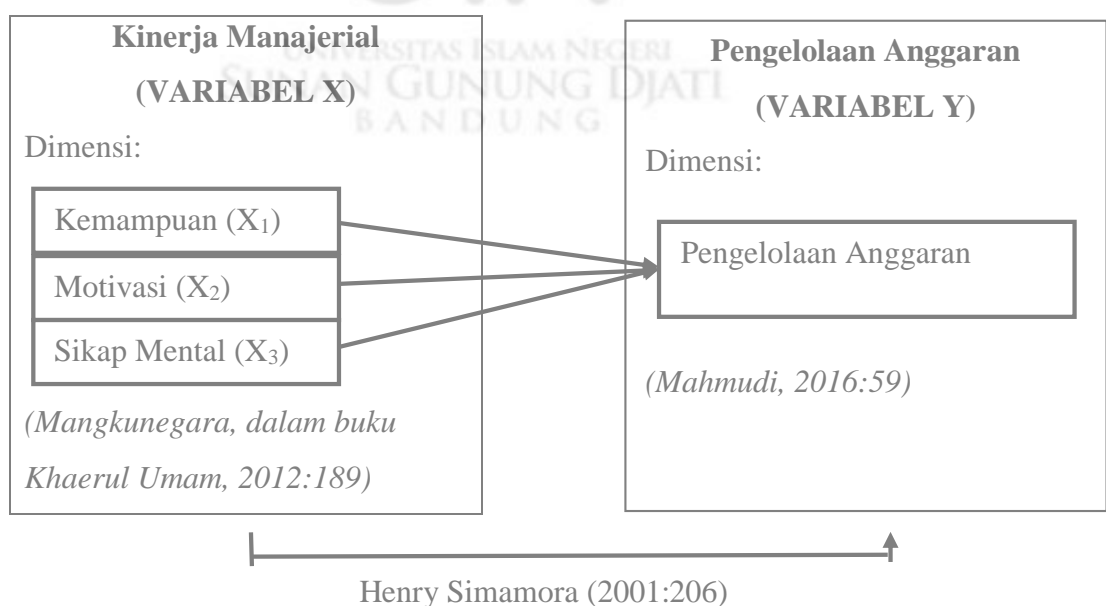 Kinerja Manajerial
(VARIABEL X)
Dimensi:
Kemampuan (X₁)
Motivasi (X₂)
Sikap Mental (X₃)
(Mangkunegara, dalam buku
Khaerul Umam, 2012:189)
Pengelolaan Anggaran
(VARIABEL Y)
Dimensi:
Pengelolaan Anggaran
(Mahmudi, 2016:59)
Henry Simamora (2001:206)
UNIVERSITAS ISLAM NEGERI
SUNAN GUNUNG DJATI
BANDUNG